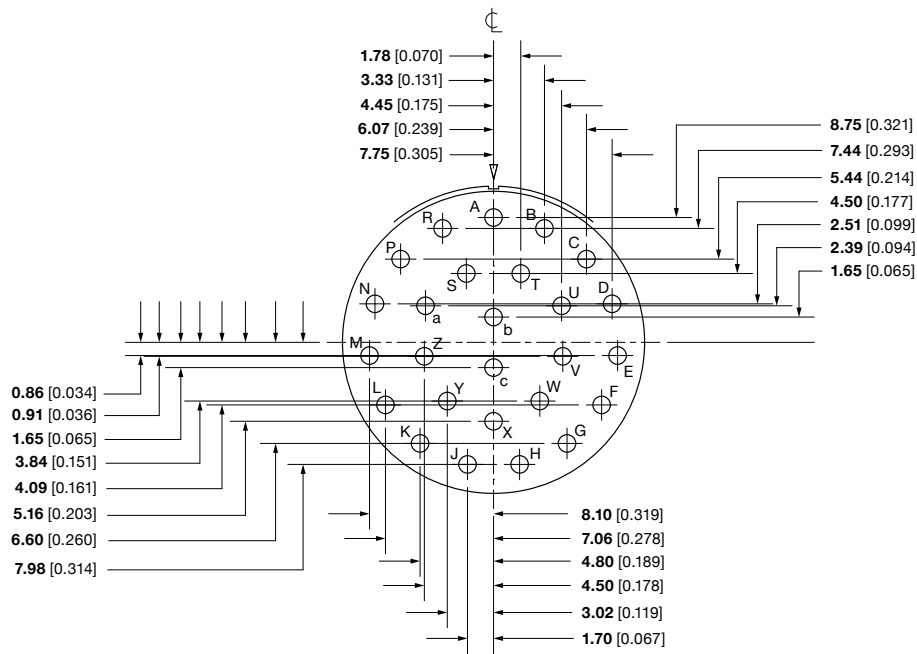 ℄
1.78 [0.070]
3.33 [0.131]
4.45 [0.175]
6.07 [0.239]
7.75 [0.305]
8.75 [0.321]
7.44 [0.293]
5.44 [0.214]
4.50 [0.177]
2.51 [0.099]
2.39 [0.094]
1.65 [0.065]
A
R B
P C
S T
N a U D
b
M Z V E
c
L Y W F
X
K G
J H
0.86 [0.034]
0.91 [0.036]
1.65 [0.065]
3.84 [0.151]
4.09 [0.161]
5.16 [0.203]
6.60 [0.260]
7.98 [0.314]
8.10 [0.319]
7.06 [0.278]
4.80 [0.189]
4.50 [0.178]
3.02 [0.119]
1.70 [0.067]